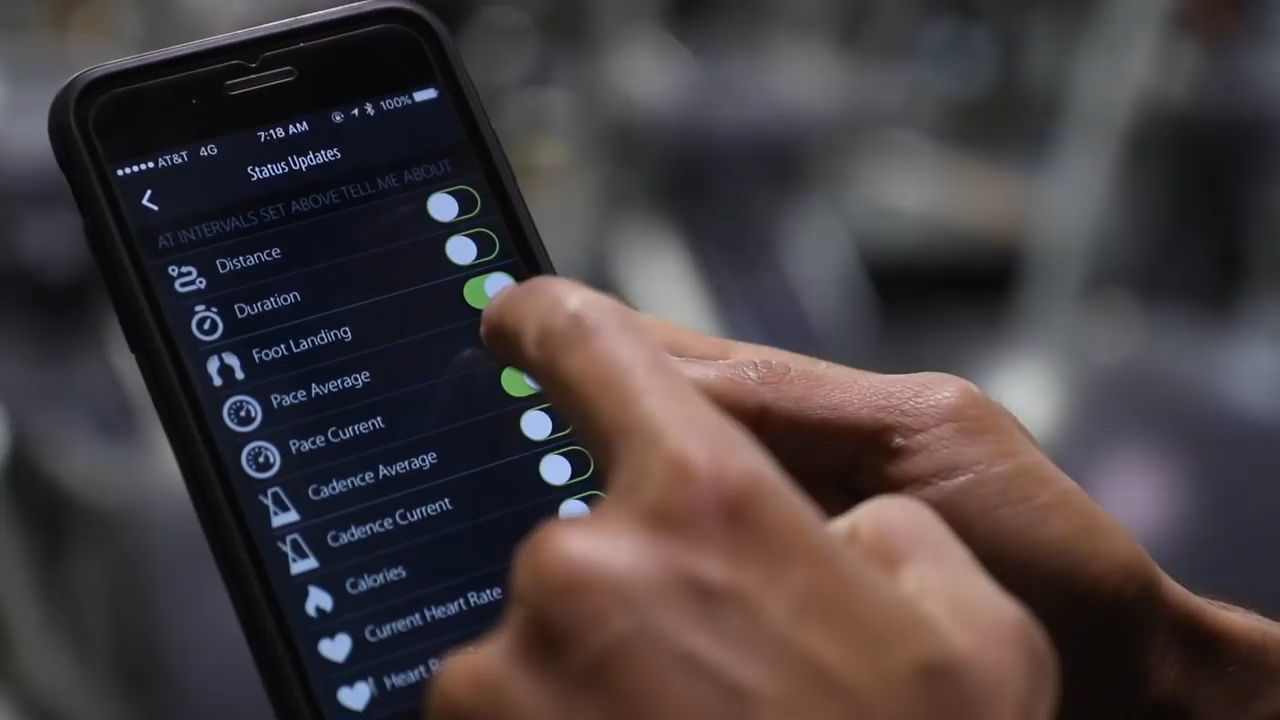 ●●●●● AT&T 4G 7:18 AM 100%
Status Updates
AT INTERVALS SET ABOVE TELL ME ABOUT
Distance
Duration
Foot Landing
Pace Average
Pace Current
Cadence Average
Cadence Current
Calories
Current Heart Rate
Heart